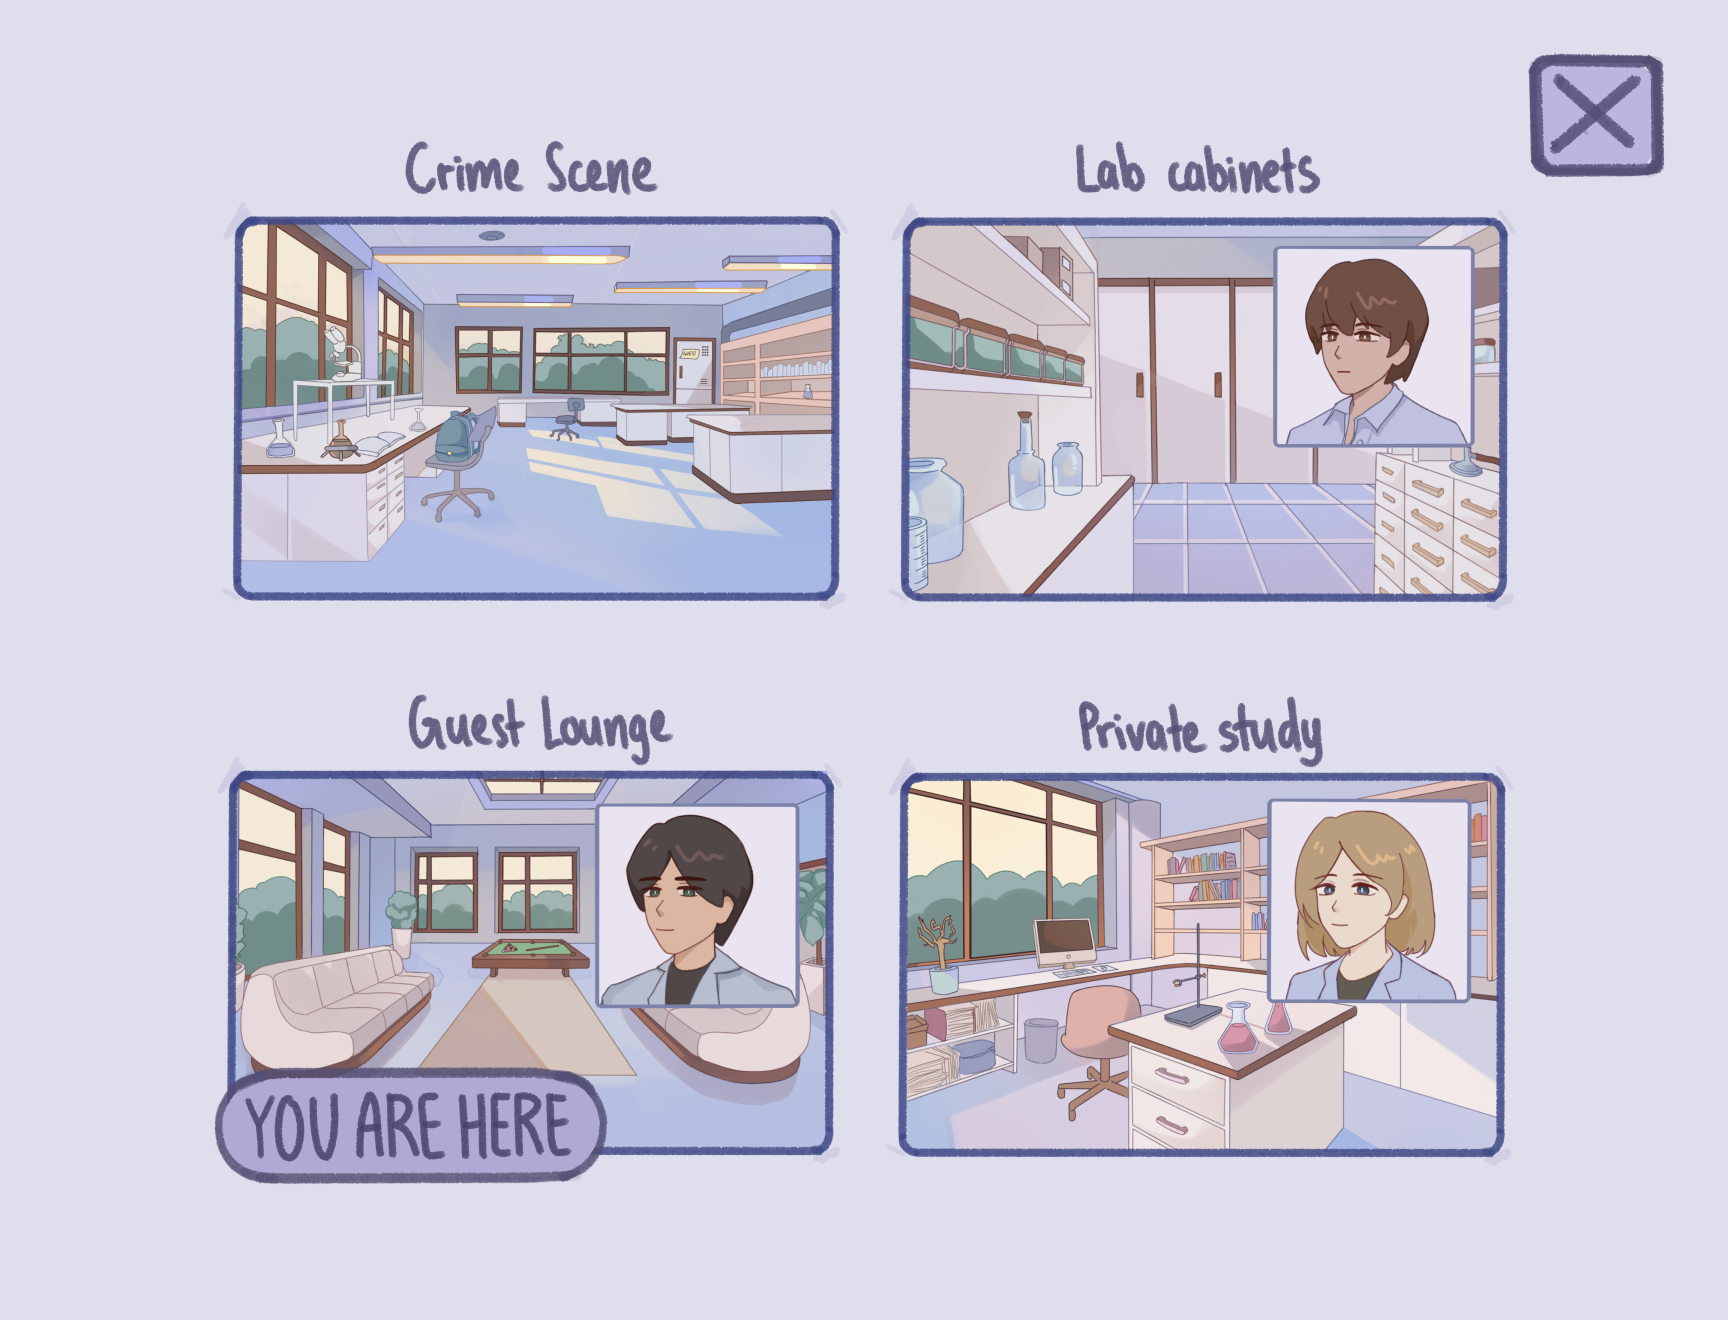 Crime Scene
Lab cabinets
Guest Lounge
Private study
YOU ARE HERE